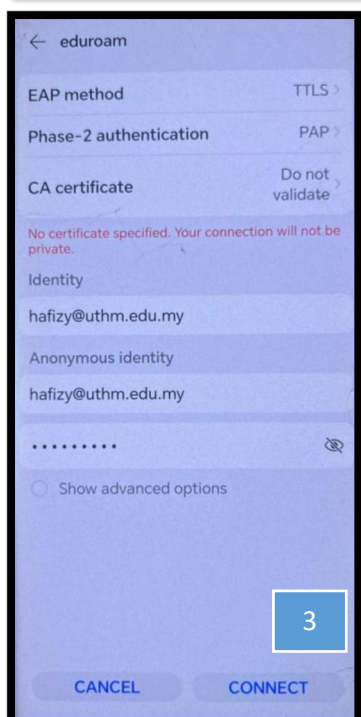 ← eduroam
EAP method TTLS >
Phase-2 authentication PAP >
CA certificate Do not validate >
No certificate specified. Your connection will not be
private.
Identity
hafizy@uthm.edu.my
Anonymous identity
hafizy@uthm.edu.my
•••••••••
Show advanced options
3
CANCEL CONNECT